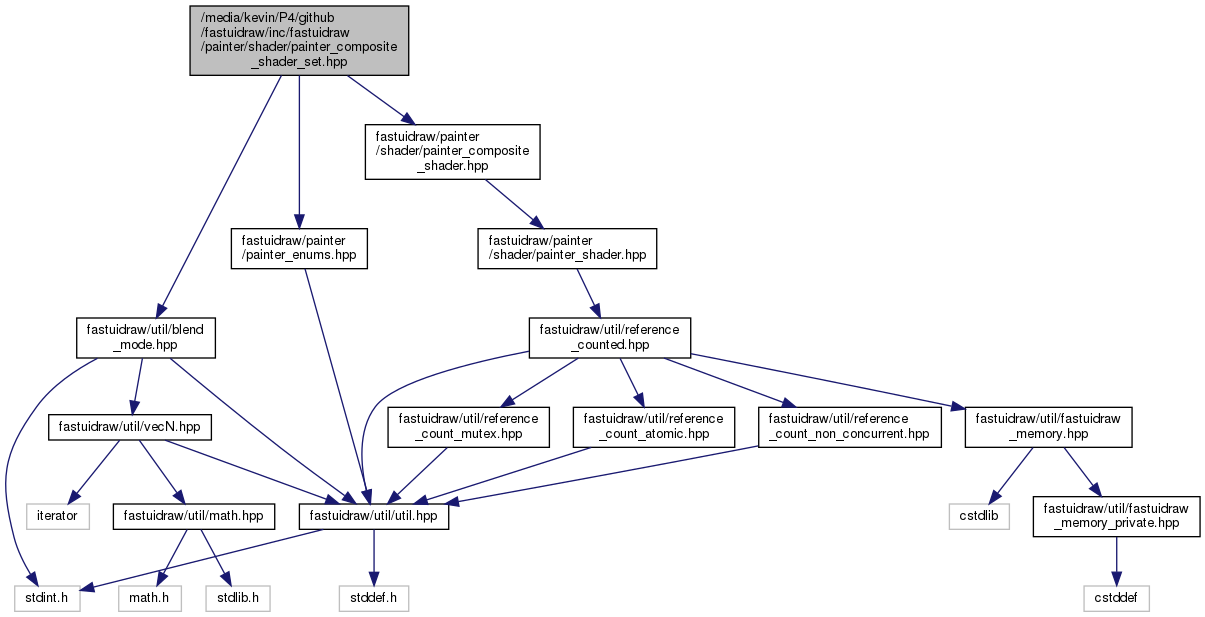 /media/kevin/P4/github
/fastuidraw/inc/fastuidraw
/painter/shader/painter_composite
_shader_set.hpp
fastuidraw/painter
/shader/painter_composite
_shader.hpp
fastuidraw/painter
/painter_enums.hpp
fastuidraw/painter
/shader/painter_shader.hpp
fastuidraw/util/blend
_mode.hpp
fastuidraw/util/reference
_counted.hpp
fastuidraw/util/vecN.hpp
fastuidraw/util/reference
_count_mutex.hpp
fastuidraw/util/reference
_count_atomic.hpp
fastuidraw/util/reference
_count_non_concurrent.hpp
fastuidraw/util/fastuidraw
_memory.hpp
iterator
fastuidraw/util/math.hpp
fastuidraw/util/util.hpp
cstdlib
fastuidraw/util/fastuidraw
_memory_private.hpp
stdint.h
math.h
stdlib.h
stddef.h
cstddef